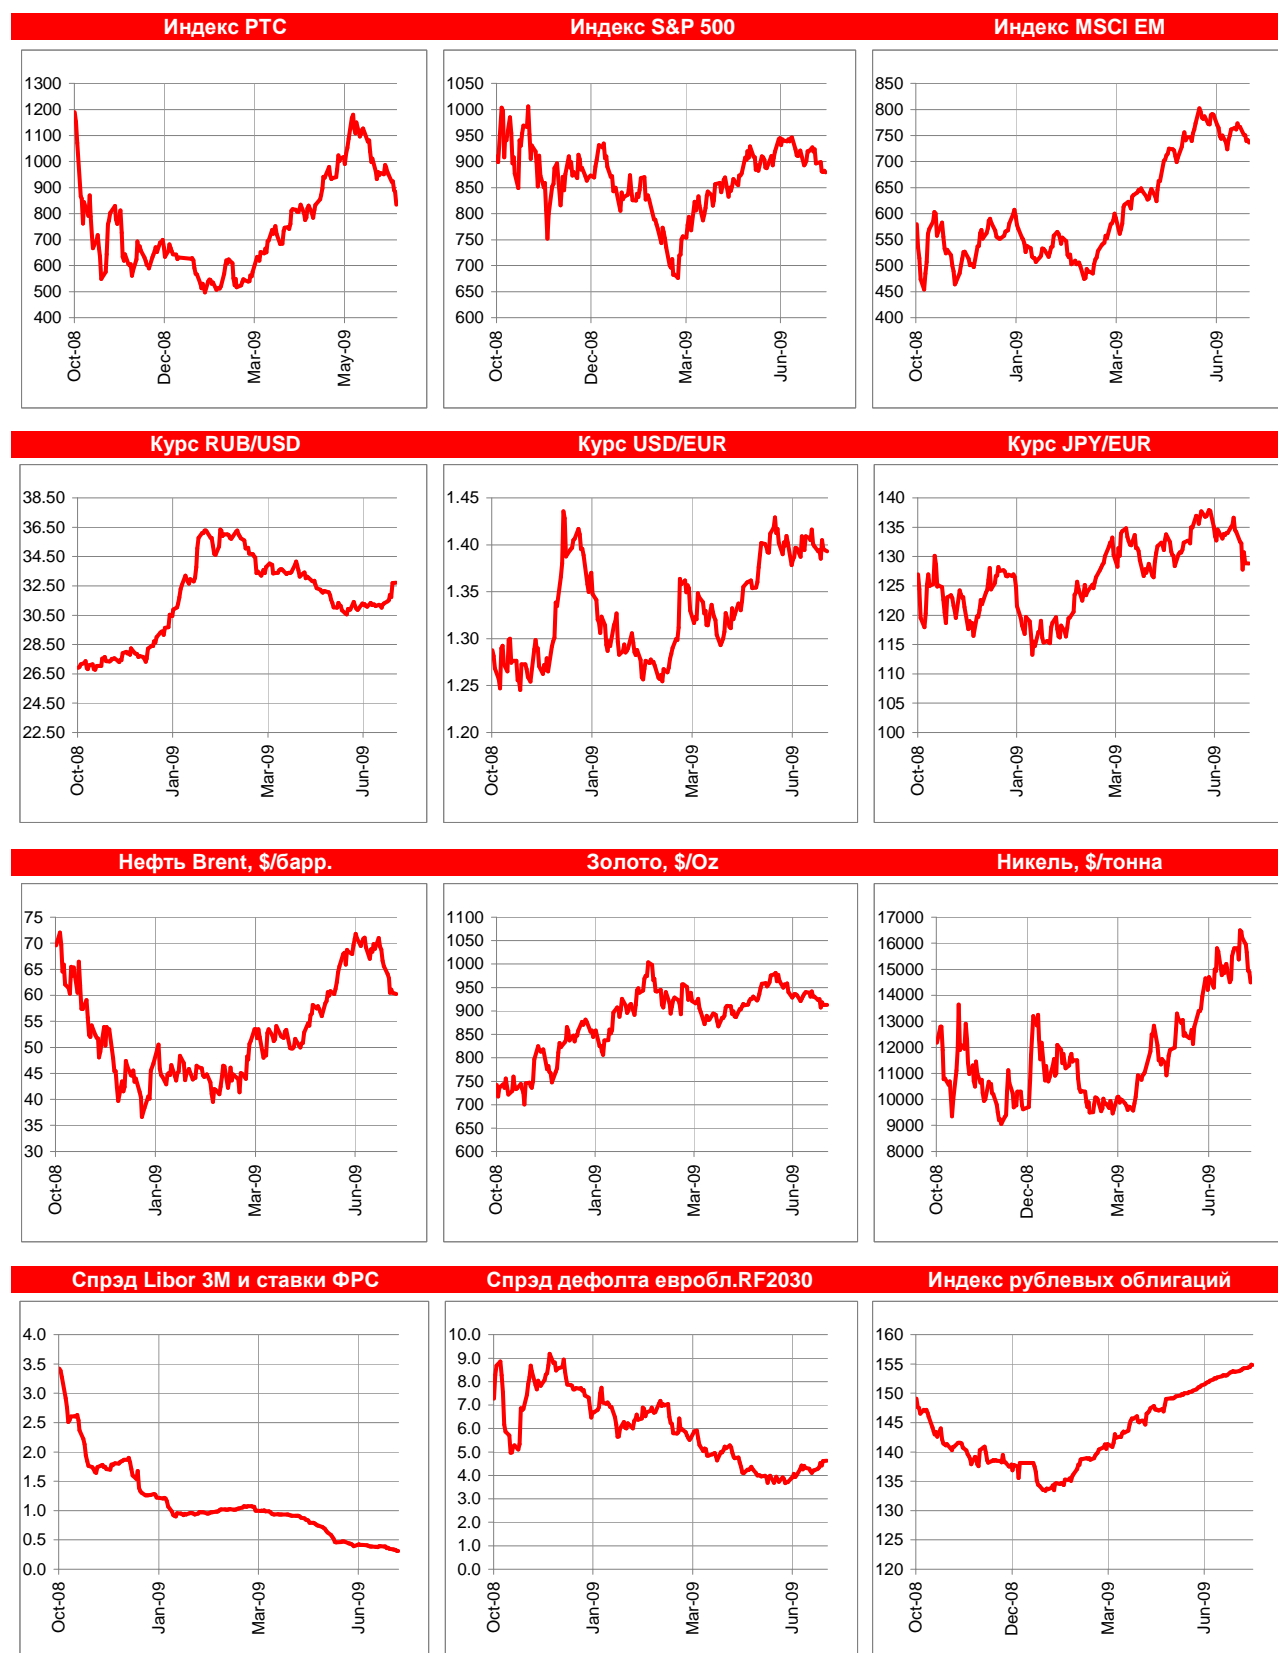 Индекс РТС
1300
1200
1100
1000
900
800
700
600
500
400
Oct-08
Dec-08
Mar-09
May-09
Индекс S&P 500
1050
1000
950
900
850
800
750
700
650
600
Oct-08
Dec-08
Mar-09
Jun-09
Индекс MSCI EM
850
800
750
700
650
600
550
500
450
400
Oct-08
Jan-09
Mar-09
Jun-09
Курс RUB/USD
38.50
36.50
34.50
32.50
30.50
28.50
26.50
24.50
22.50
Oct-08
Jan-09
Mar-09
Jun-09
Курс USD/EUR
1.45
1.40
1.35
1.30
1.25
1.20
Oct-08
Jan-09
Mar-09
Jun-09
Курс JPY/EUR
140
135
130
125
120
115
110
105
100
Oct-08
Jan-09
Mar-09
Jun-09
Нефть Brent, $/барр.
75
70
65
60
55
50
45
40
35
30
Oct-08
Jan-09
Mar-09
Jun-09
Золото, $/Oz
1100
1050
1000
950
900
850
800
750
700
650
600
Oct-08
Jan-09
Mar-09
Jun-09
Никель, $/тонна
17000
16000
15000
14000
13000
12000
11000
10000
9000
8000
Oct-08
Dec-08
Mar-09
Jun-09
Спрэд Libor 3M и ставки ФРС
4.0
3.5
3.0
2.5
2.0
1.5
1.0
0.5
0.0
Oct-08
Jan-09
Mar-09
Jun-09
Спрэд дефолта евробл.RF2030
10.0
9.0
8.0
7.0
6.0
5.0
4.0
3.0
2.0
1.0
0.0
Oct-08
Jan-09
Mar-09
Jun-09
Индекс рублевых облигаций
160
155
150
145
140
135
130
125
120
Oct-08
Dec-08
Mar-09
Jun-09